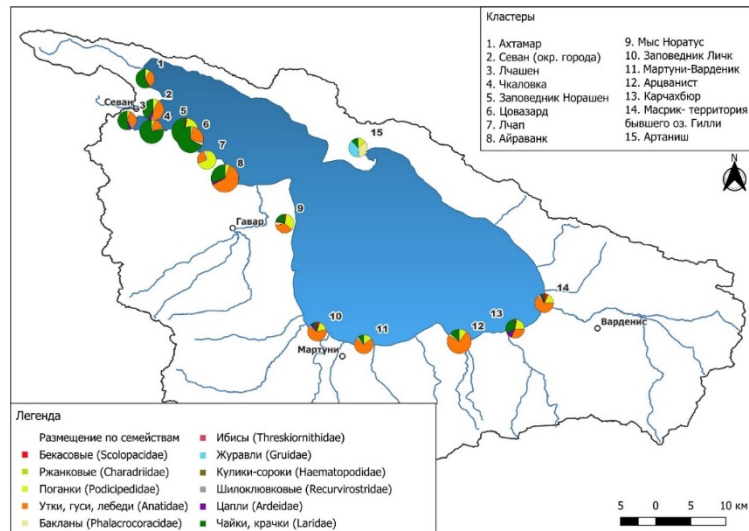 Кластеры
1. Ахтамар
2. Севан (окр. города)
3. Лчашен
4. Чкаловка
5. Заповедник Норашен
6. Цовазард
7. Лчап
8. Айраванк
9. Мыс Норатус
10. Заповедник Личк
11. Мартуни-Варденик
12. Арцванист
13. Карчахбюр
14. Масрик- территория
бывшего оз. Гилли
15. Артаниш
1
2
Севан
3
4
5
6
7
8
15
N
Гавар
9
14
10
11
12
13
Варденис
Мартуни
Легенда
Размещение по семействам
Бекасовые (Scolopacidae)
Ржанковые (Charadriidae)
Поганки (Podicipedidae)
Утки, гуси, лебеди (Anatidae)
Бакланы (Phalacrocoracidae)
Ибисы (Threskiornithidae)
Журавли (Gruidae)
Кулики-сороки (Haematopodidae)
Шилоклювковые (Recurvirostridae)
Цапли (Ardeidae)
Чайки, крачки (Laridae)
5 0 5 10 км